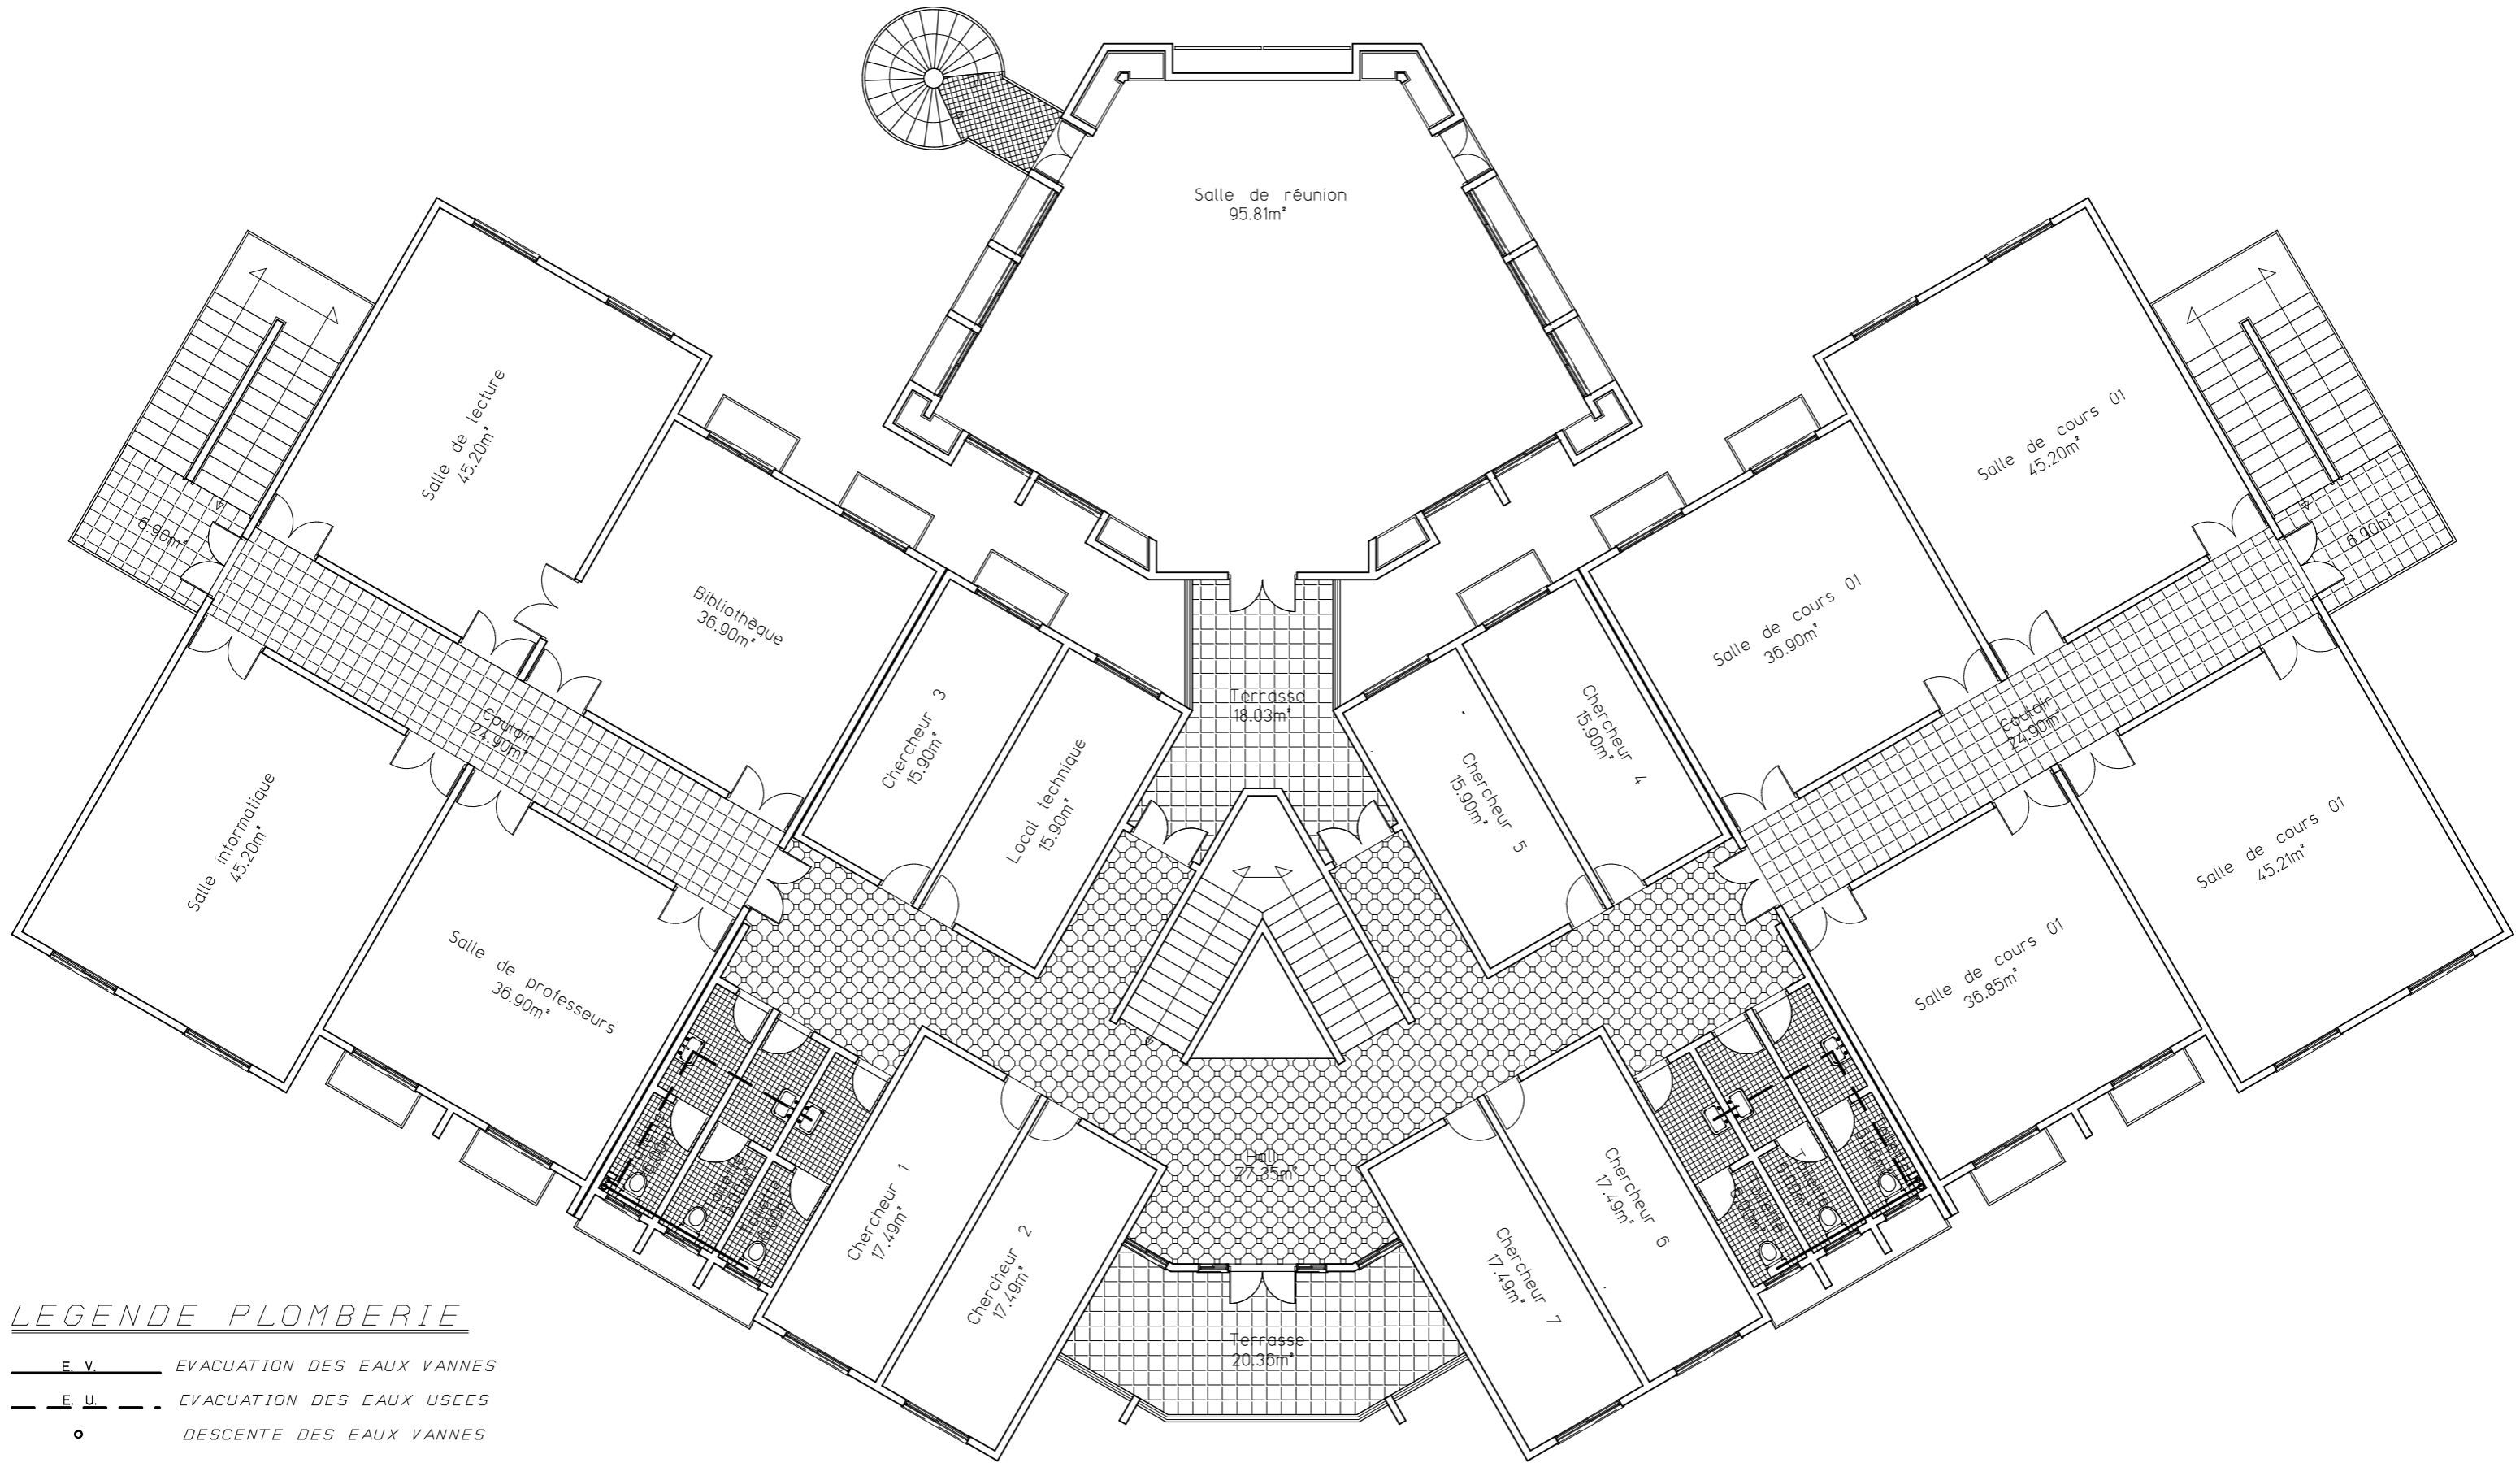 Salle de réunion
95.81m²
Salle de lecture
45.20m²
6.90m²
Bibliothèque
36.90m²
Couloir
24.90m²
Salle informatique
45.20m²
Salle de professeurs
36.90m²
Chercheur 3
15.90m²
Local technique
15.90m²
Terrasse
18.03m²
Chercheur 5
15.90m²
Chercheur 4
15.90m²
Salle de cours 01
36.90m²
Salle de cours 01
45.20m²
6.90m²
Couloir
24.90m²
Salle de cours 01
45.21m²
Salle de cours 01
36.85m²
Chercheur 1
17.49m²
Chercheur 2
17.49m²
Hall
77.35m²
Chercheur 7
17.49m²
Chercheur 6
17.49m²
Terrasse
20.36m²
LEGENDE PLOMBERIE
E. V. EVACUATION DES EAUX VANNES
E. U. EVACUATION DES EAUX USEES
DESCENTE DES EAUX VANNES